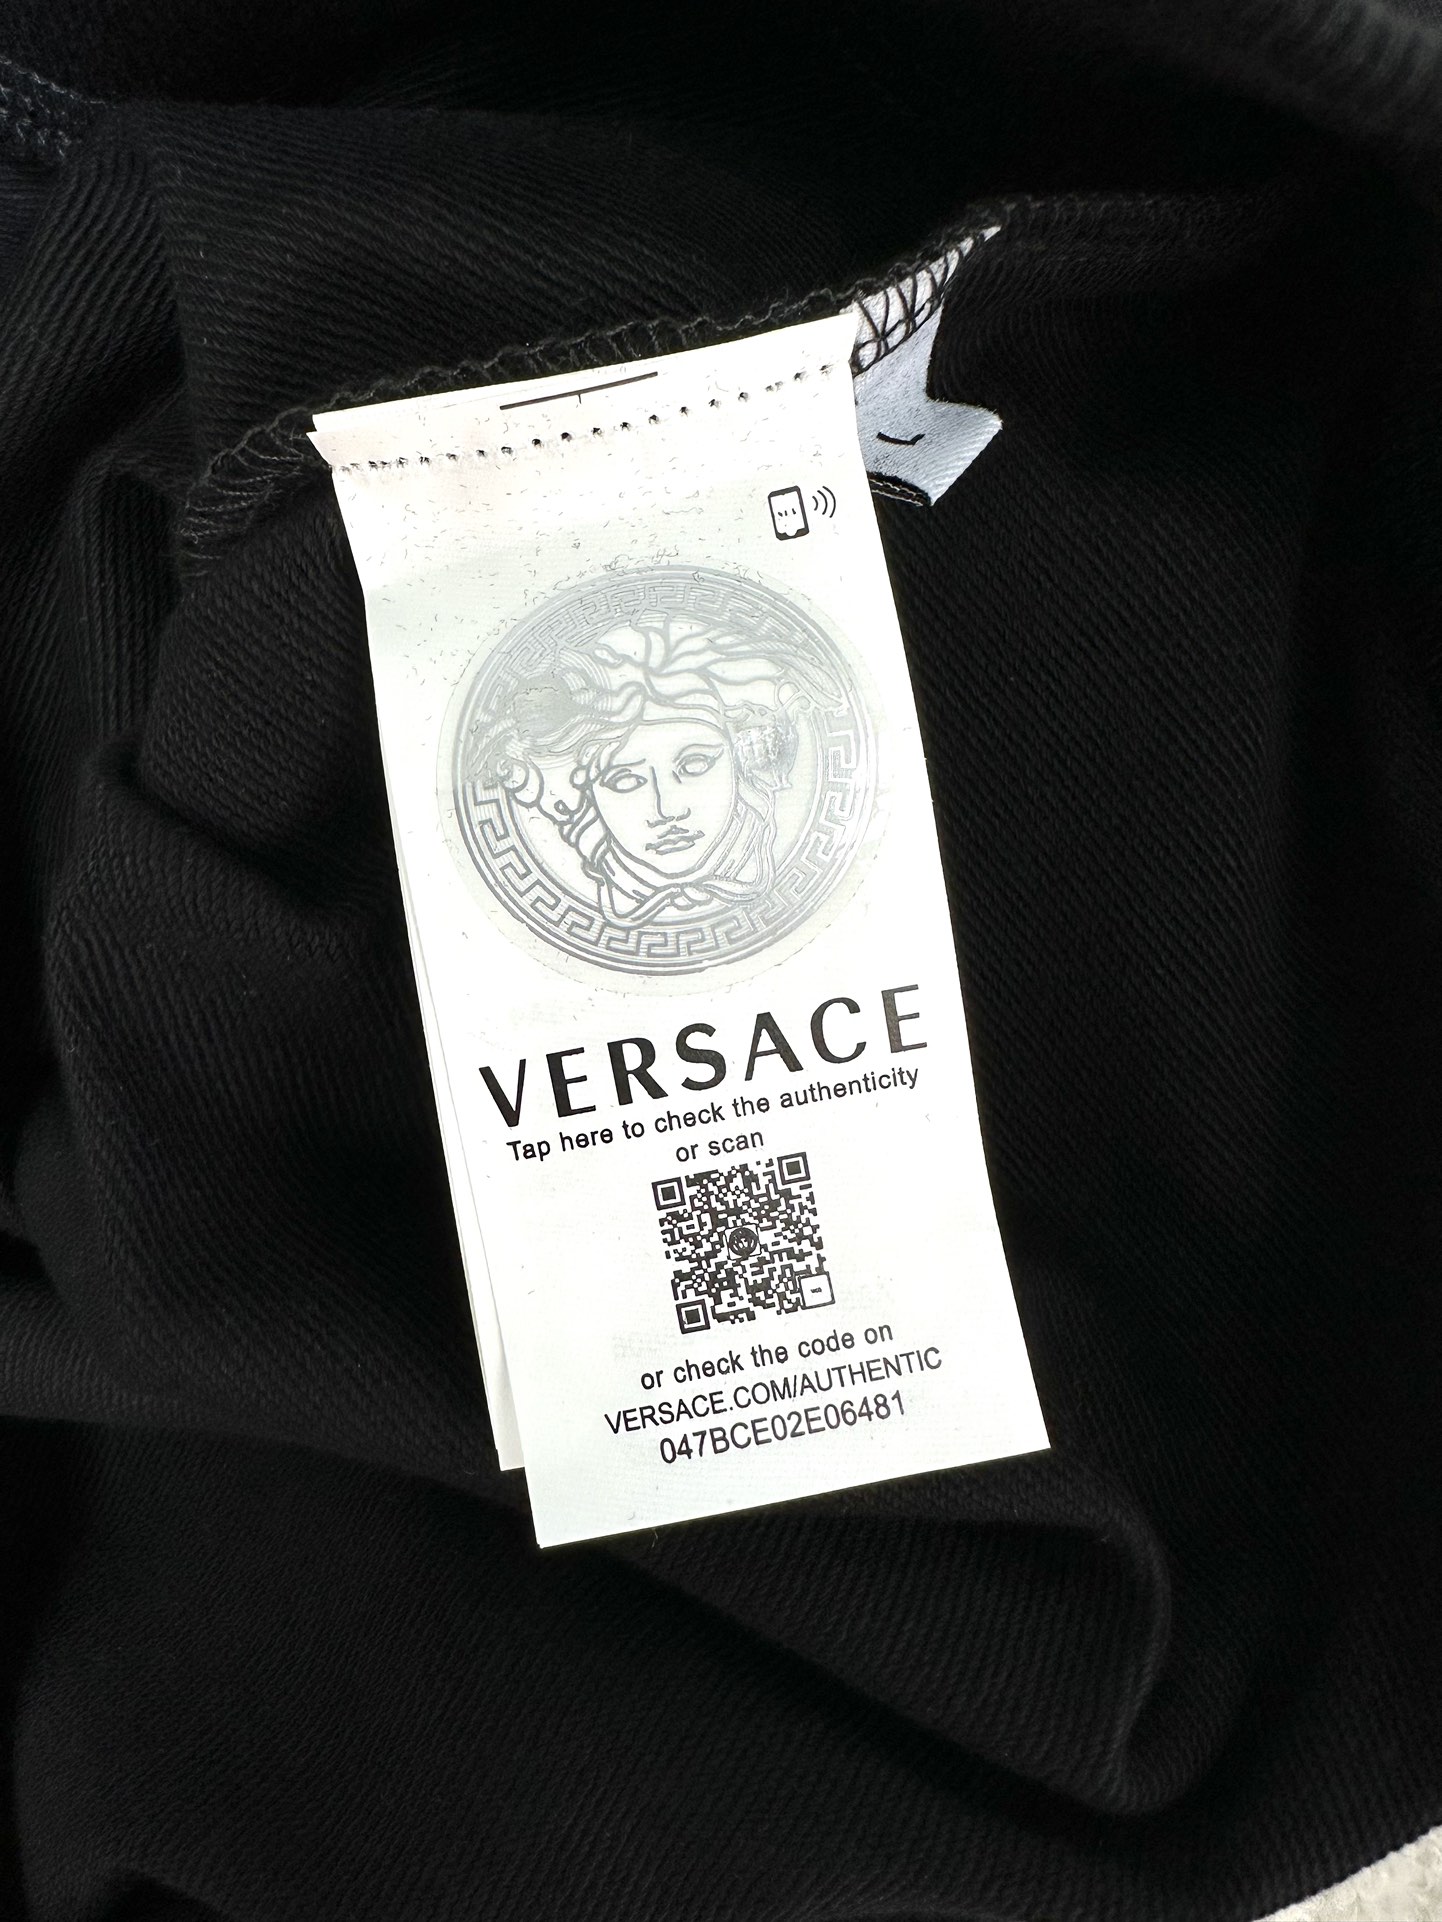 VERSACE
Tap here to check the authenticity
or scan
or check the code on
VERSACE.COM/AUTHENTIC
047BCE02E06481